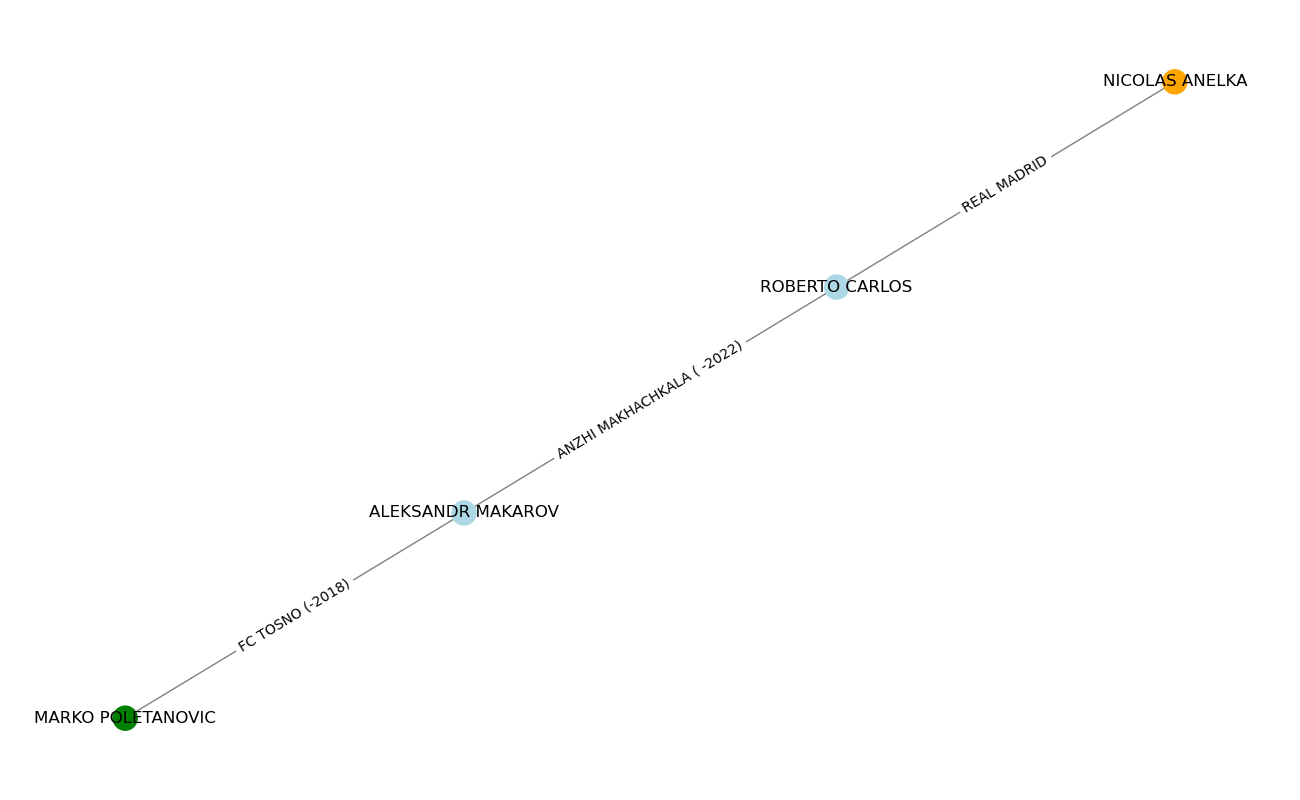 NICOLAS ANELKA
REAL MADRID
ROBERTO CARLOS
ANZHI MAKHACHKALA ( -2022)
ALEKSANDR MAKAROV
FC TOSNO (-2018)
MARKO POLETANOVIC